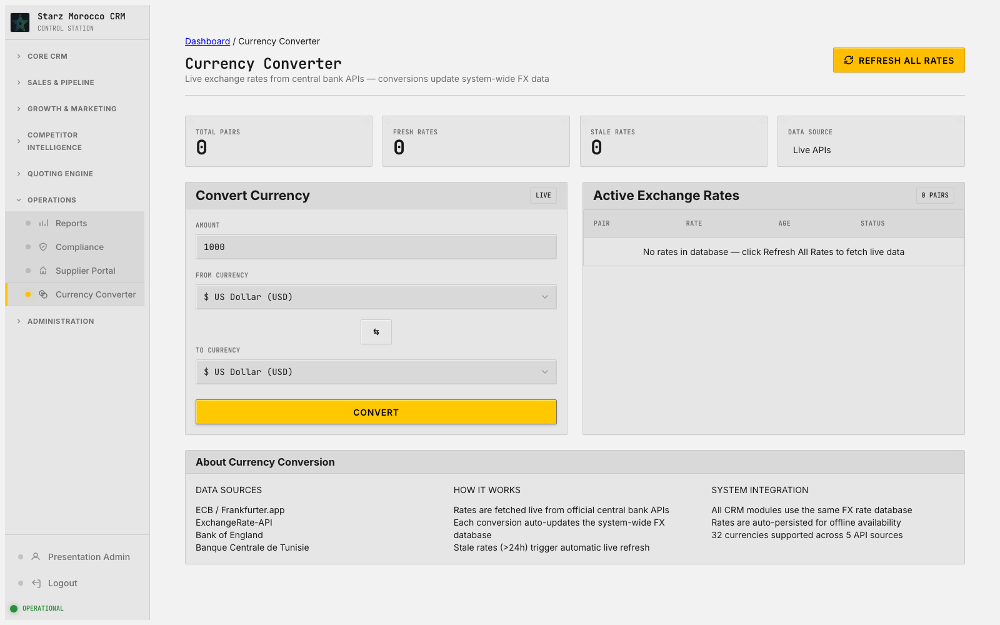 Starz Morocco CRM
CONTROL STATION
CORE CRM
SALES & PIPELINE
GROWTH & MARKETING
COMPETITOR
INTELLIGENCE
QUOTING ENGINE
OPERATIONS
Reports
Compliance
Supplier Portal
Currency Converter
ADMINISTRATION
Presentation Admin
Logout
OPERATIONAL
Dashboard / Currency Converter
Currency Converter
Live exchange rates from central bank APIs — conversions update system-wide FX data
REFRESH ALL RATES
TOTAL PAIRS
0
FRESH RATES
0
STALE RATES
0
DATA SOURCE
Live APIs
Convert Currency
LIVE
AMOUNT
1000
FROM CURRENCY
$ US Dollar (USD)
⇆
TO CURRENCY
$ US Dollar (USD)
CONVERT
Active Exchange Rates
0 PAIRS
PAIR RATE AGE STATUS
No rates in database — click Refresh All Rates to fetch live data
About Currency Conversion
DATA SOURCES
ECB / Frankfurter.app
ExchangeRate-API
Bank of England
Banque Centrale de Tunisie
HOW IT WORKS
Rates are fetched live from official central bank APIs
Each conversion auto-updates the system-wide FX
database
Stale rates (>24h) trigger automatic live refresh
SYSTEM INTEGRATION
All CRM modules use the same FX rate database
Rates are auto-persisted for offline availability
32 currencies supported across 5 API sources